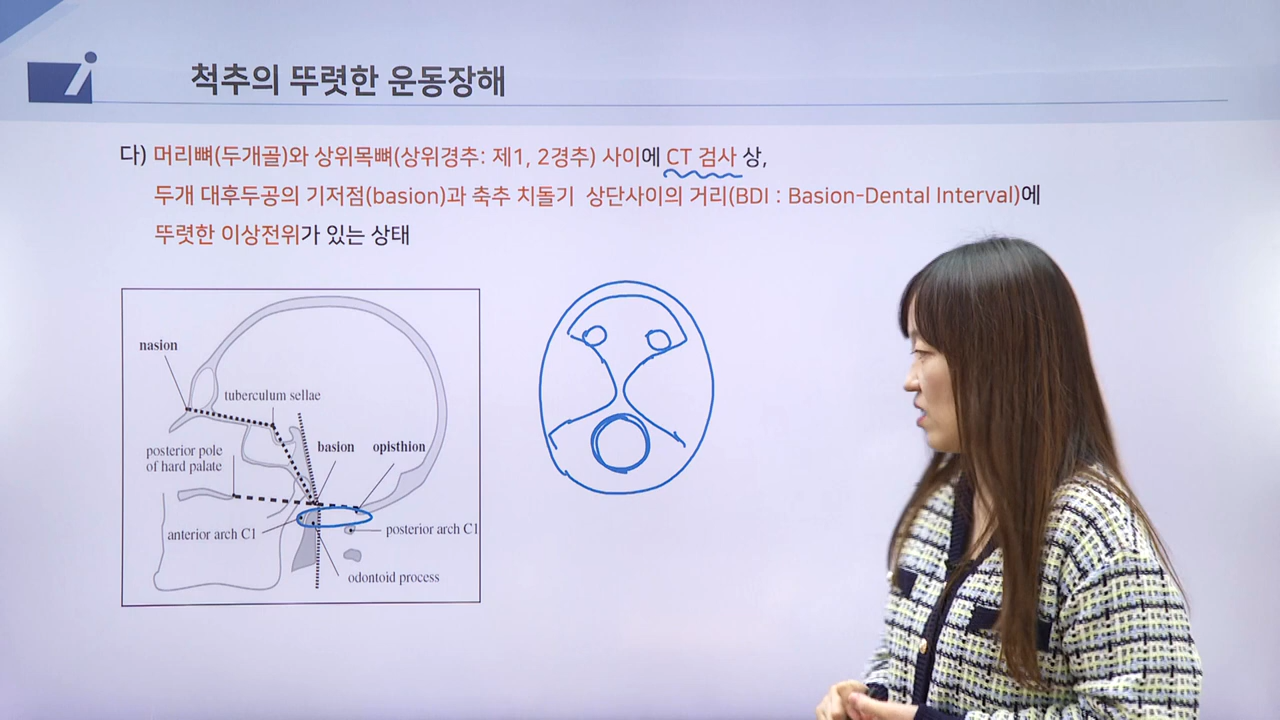 척추의 뚜렷한 운동장해
다) 머리뼈(두개골)와 상위목뼈(상위경추: 제1, 2경추) 사이에 CT 검사 상,
두개 대후두공의 기저점(basion)과 축추 치돌기 상단사이의 거리(BDI : Basion-Dental Interval)에
뚜렷한 이상전위가 있는 상태
nasion
tuberculum sellae
posterior pole
of hard palate
basion
opisthion
anterior arch C1
posterior arch C1
odontoid process